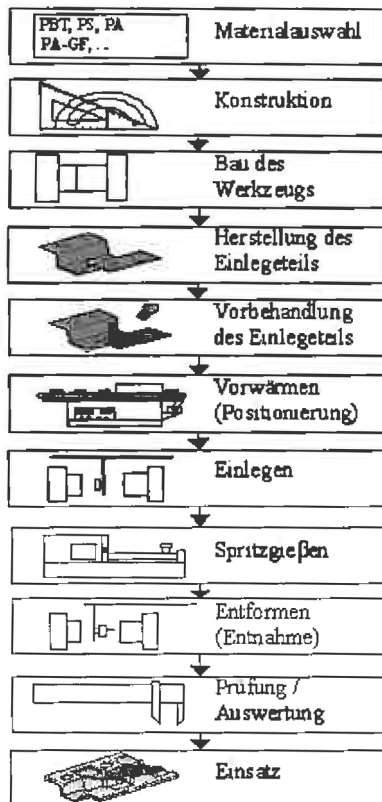 PBT, PS, PA
PA-GF, ..
Materialauswahl
Konstruktion
Bau des
Werkzeugs
Herstellung des
Einlegeteils
Vorbehandlung
des Einlegeteils
Vorwärmen
(Positionierung)
Einlegen
Spritzgießen
Entformen
(Entnahme)
Prüfung /
Auswertung
Einsatz